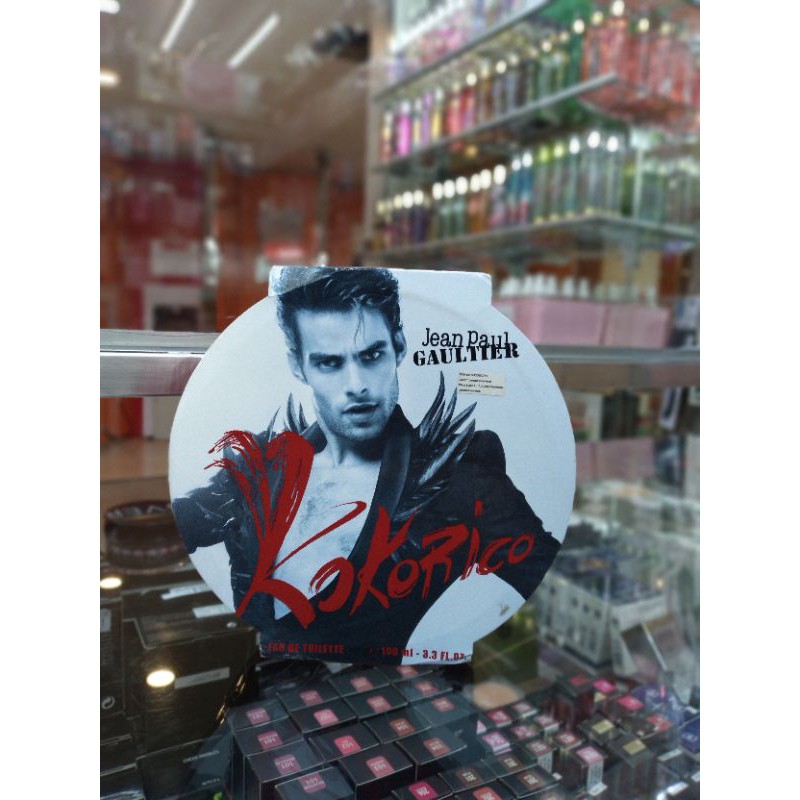 Jean Paul
GAULTIER
KOKORICO
EAU DE TOILETTE
100 ml - 3.3 FL.oz.